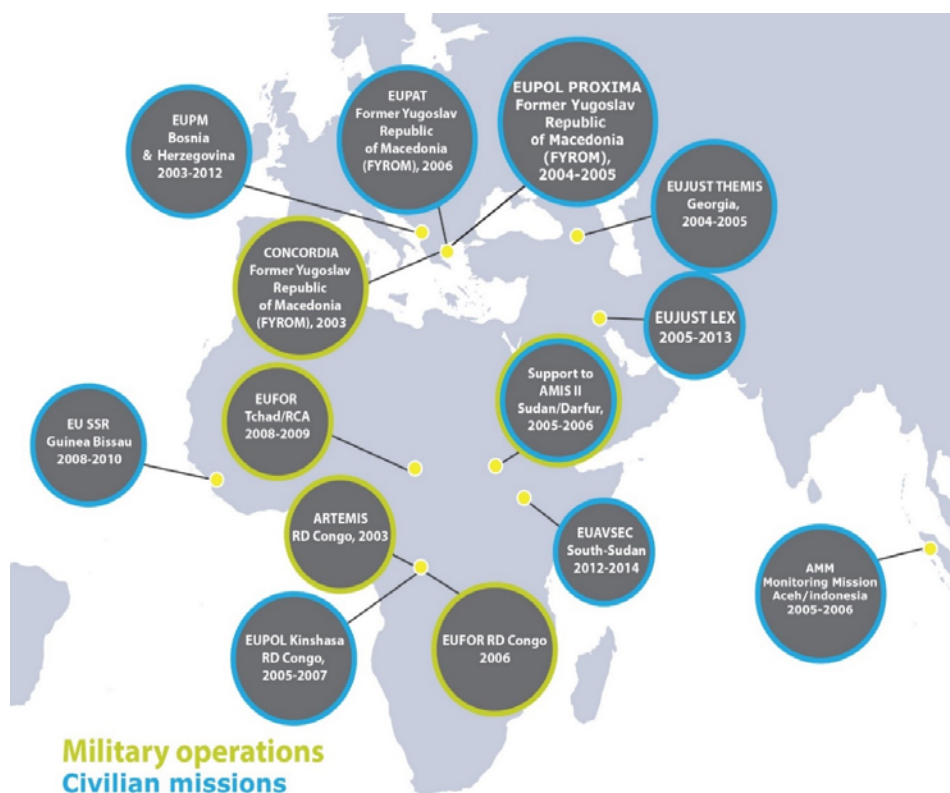 EUPM
Bosnia
& Herzegovina
2003-2012
EUPAT
Former Yugoslav
Republic
of Macedonia
(FYROM), 2006
EUPOL PROXIMA
Former Yugoslav
Republic
of Macedonia
(FYROM),
2004-2005
EUJUST THEMIS
Georgia,
2004-2005
CONCORDIA
Former Yugoslav
Republic
of Macedonia
(FYROM), 2003
EUJUST LEX
2005-2013
EUFOR
Tchad/RCA
2008-2009
Support to
AMIS II
Sudan/Darfur,
2005-2006
EU SSR
Guinea Bissau
2008-2010
ARTEMIS
RD Congo, 2003
EUAVSEC
South-Sudan
2012-2014
AMM
Monitoring Mission
Aceh/Indonesia
2005-2006
EUPOL Kinshasa
RD Congo,
2005-2007
EUFOR RD Congo
2006
Military operations
Civilian missions